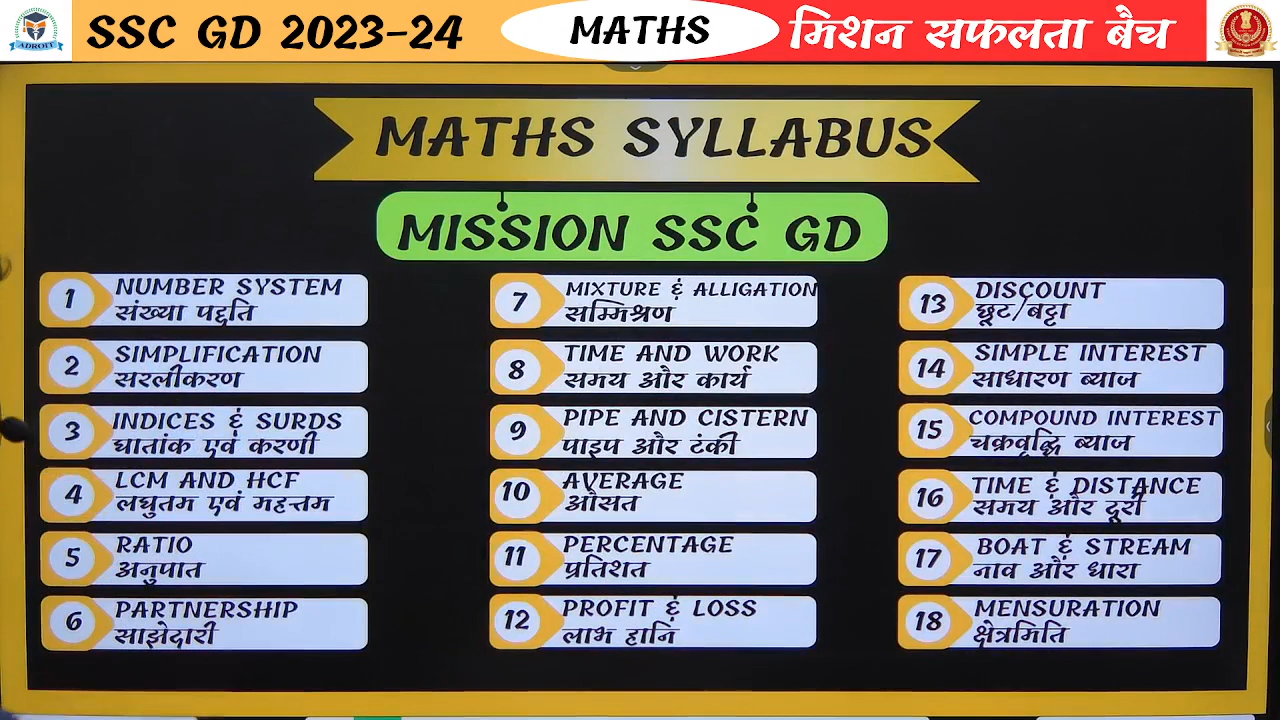 ADROIT
SSC GD 2023-24
MATHS
मिशन सफलता बैच
MATHS SYLLABUS
MISSION SSC GD
1
NUMBER SYSTEM
संख्या पद्दति
2
SIMPLIFICATION
सरलीकरण
3
INDICES & SURDS
घातांक एवं करणी
4
LCM AND HCF
लघुतम एवं महत्तम
5
RATIO
अनुपात
6
PARTNERSHIP
साझेदारी
7
MIXTURE & ALLIGATION
सम्मिश्रण
8
TIME AND WORK
समय और कार्य
9
PIPE AND CISTERN
पाइप और टंकी
10
AVERAGE
औसत
11
PERCENTAGE
प्रतिशत
12
PROFIT & LOSS
लाभ हानि
13
DISCOUNT
छूट/बट्टा
14
SIMPLE INTEREST
साधारण ब्याज
15
COMPOUND INTEREST
चक्रवृद्धि ब्याज
16
TIME & DISTANCE
समय और दूरी
17
BOAT & STREAM
नाव और धारा
18
MENSURATION
क्षेत्रमिति